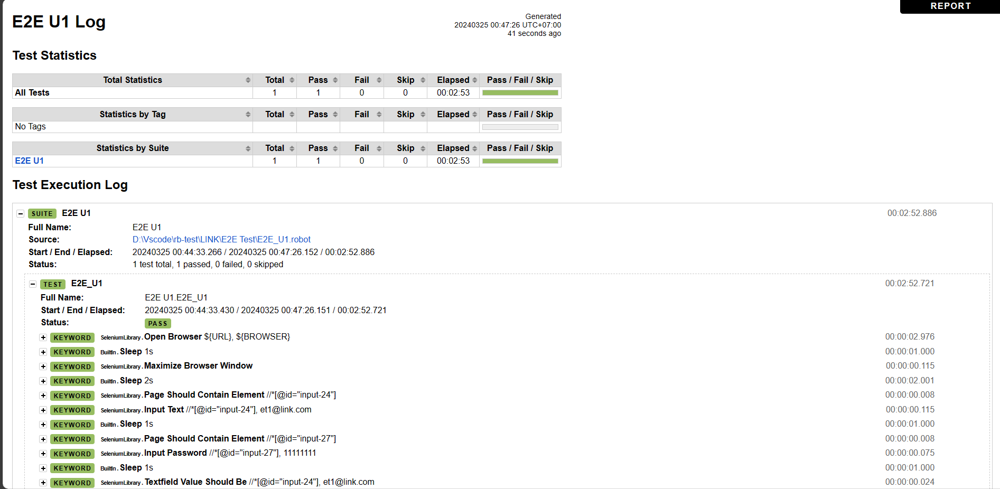 REPORT
E2E U1 Log
Generated
20240325 00:47:26 UTC+07:00
41 seconds ago
Test Statistics
Total Statistics Total Pass Fail Skip Elapsed Pass / Fail / Skip
All Tests 1 1 0 0 00:02:53
Statistics by Tag Total Pass Fail Skip Elapsed Pass / Fail / Skip
No Tags
Statistics by Suite Total Pass Fail Skip Elapsed Pass / Fail / Skip
E2E U1 1 1 0 0 00:02:53
Test Execution Log
SUITE E2E U1 00:02:52.886
Full Name: E2E U1
Source: D:\Vscode\rb-test\LINK\E2E Test\E2E_U1.robot
Start / End / Elapsed: 20240325 00:44:33.266 / 20240325 00:47:26.152 / 00:02:52.886
Status: 1 test total, 1 passed, 0 failed, 0 skipped
TEST E2E_U1 00:02:52.721
Full Name: E2E U1.E2E_U1
Start / End / Elapsed: 20240325 00:44:33.430 / 20240325 00:47:26.151 / 00:02:52.721
Status: PASS
KEYWORD SeleniumLibrary.Open Browser ${URL}, ${BROWSER} 00:00:02.976
KEYWORD BuiltIn.Sleep 1s 00:00:01.000
KEYWORD SeleniumLibrary.Maximize Browser Window 00:00:00.115
KEYWORD BuiltIn.Sleep 2s 00:00:02.001
KEYWORD SeleniumLibrary.Page Should Contain Element //*[@id="input-24"] 00:00:00.008
KEYWORD SeleniumLibrary.Input Text //*[@id="input-24"], et1@link.com 00:00:00.115
KEYWORD BuiltIn.Sleep 1s 00:00:01.000
KEYWORD SeleniumLibrary.Page Should Contain Element //*[@id="input-27"] 00:00:00.008
KEYWORD SeleniumLibrary.Input Password //*[@id="input-27"], 11111111 00:00:00.075
KEYWORD BuiltIn.Sleep 1s 00:00:01.000
KEYWORD SeleniumLibrary.Textfield Value Should Be //*[@id="input-24"], et1@link.com 00:00:00.024